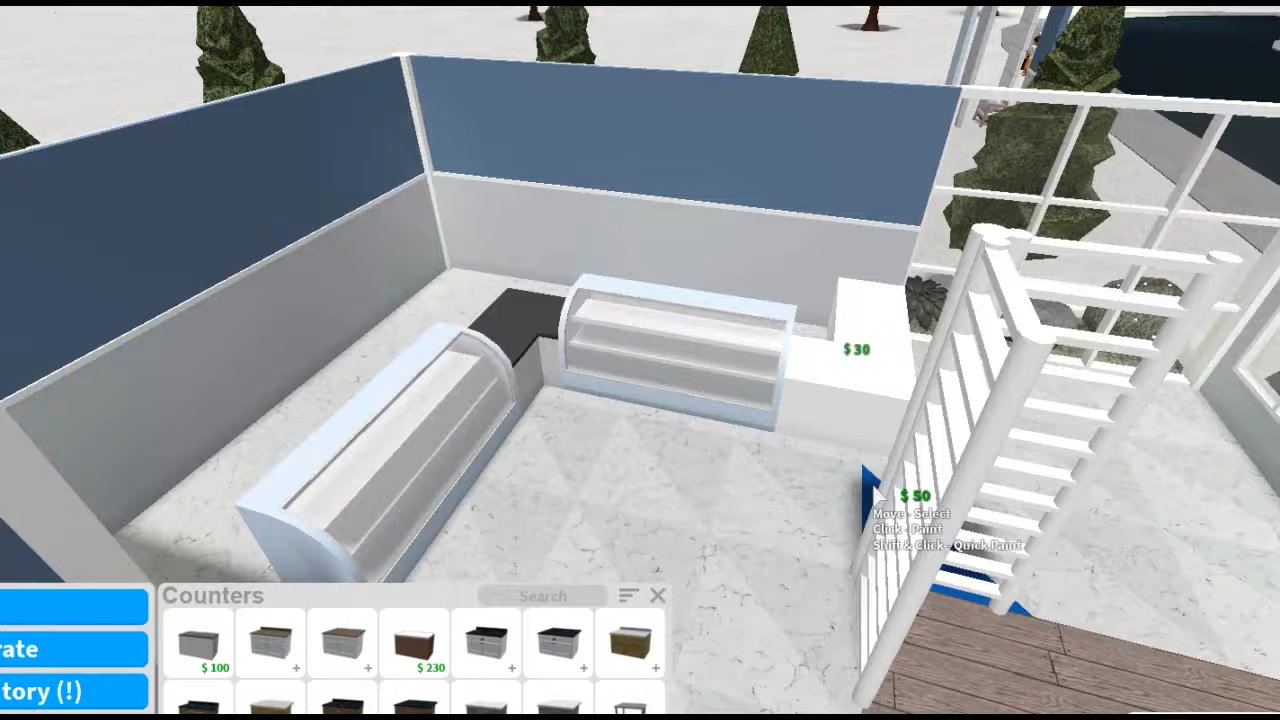 $ 30
$ 50
Move - Select
Click - Paint
Shift & Click - Quick Paint
Counters
Search
rate
tory (!)
$ 100
+
+
$ 230
+
+
+